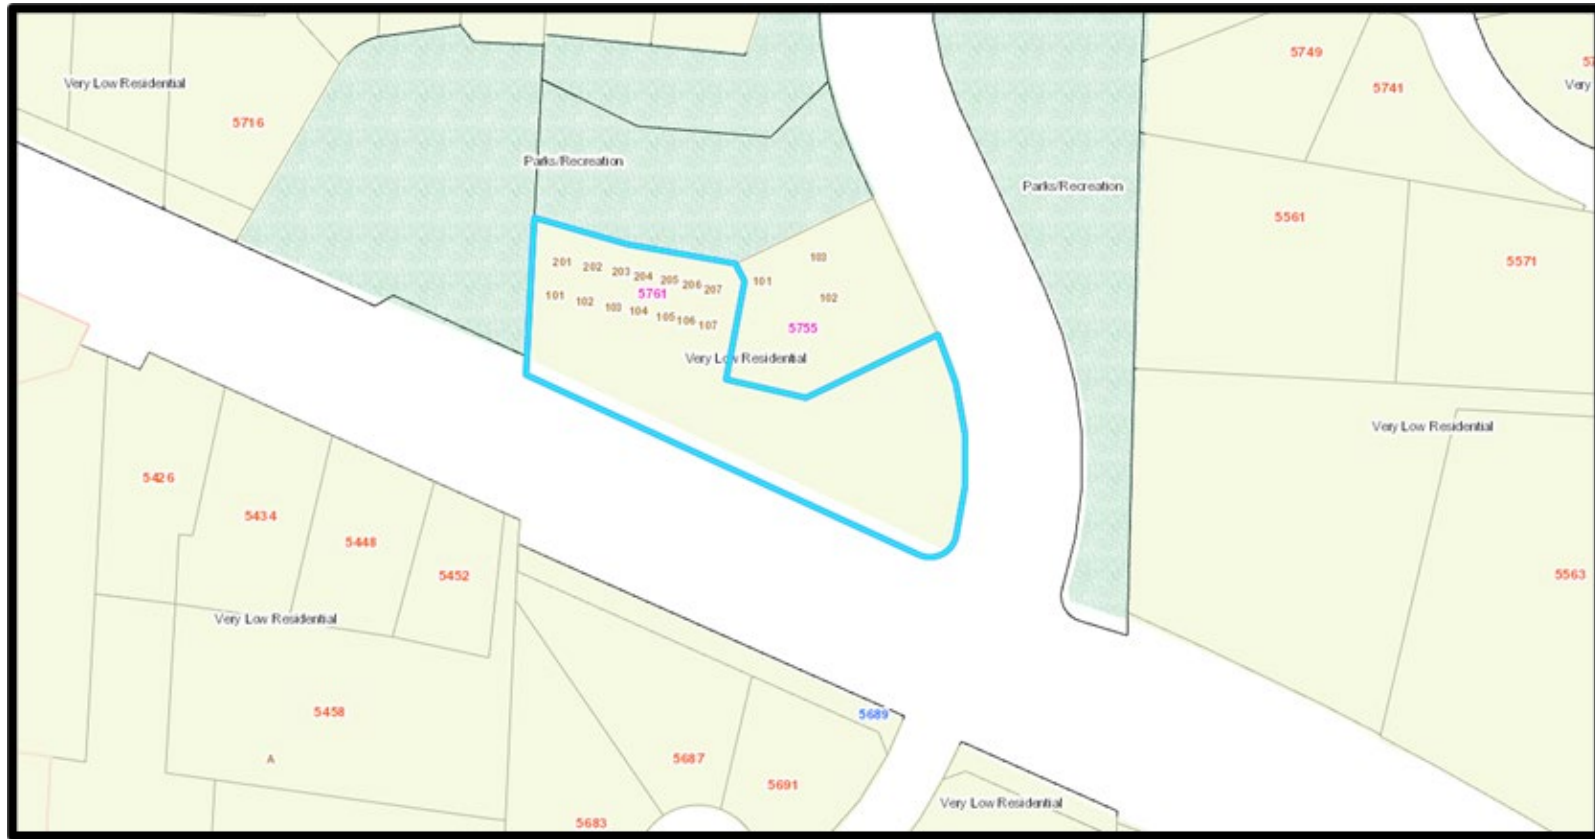 5749
57
5741
Very
Very Low Residential
5716
Parks/Recreation
Parks/Recreation
5561
5571
103
201 202 203 204 205 206 207
101
5761
101 102 103 104 105 106 107
102
5755
Very Low Residential
Very Low Residential
5426
5434
5448
5452
5563
Very Low Residential
5458
5689
A
5687
5691
Very Low Residential
5683